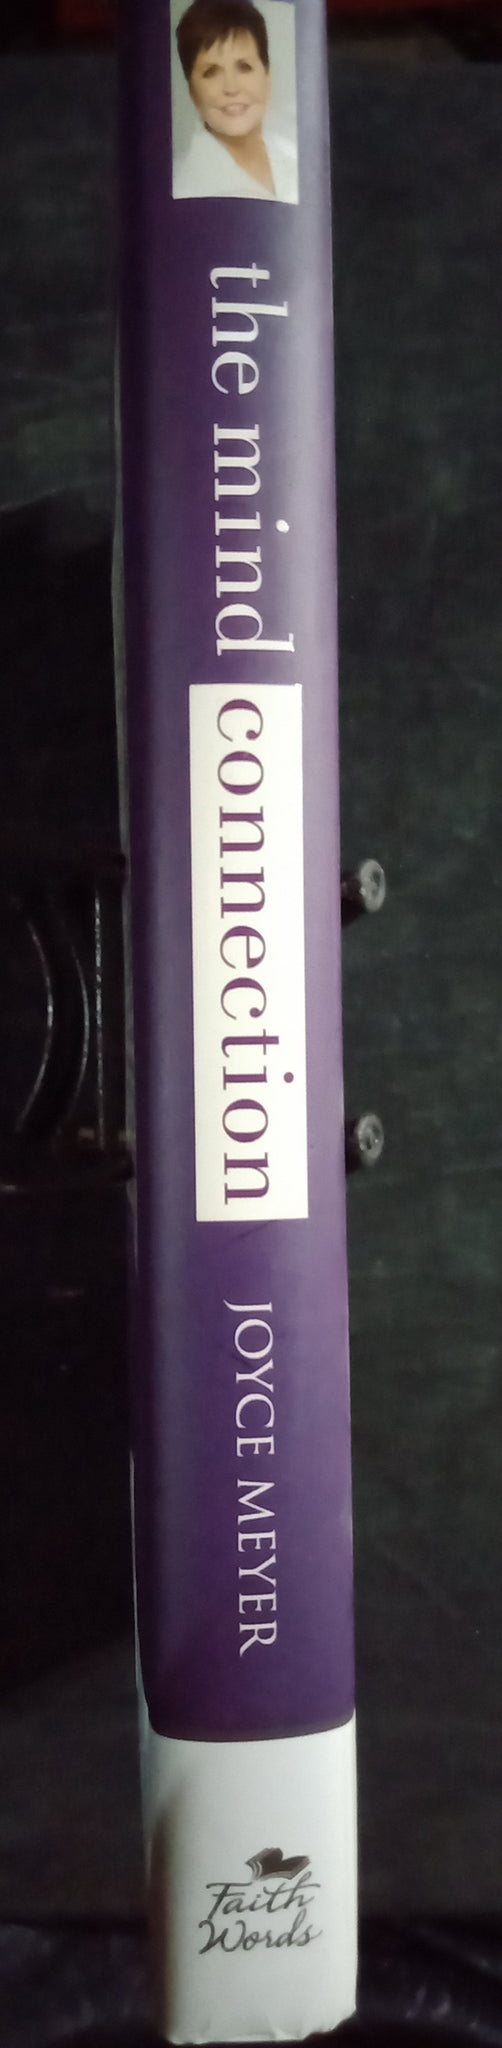 the mind connection
JOYCE MEYER
Faith
Words